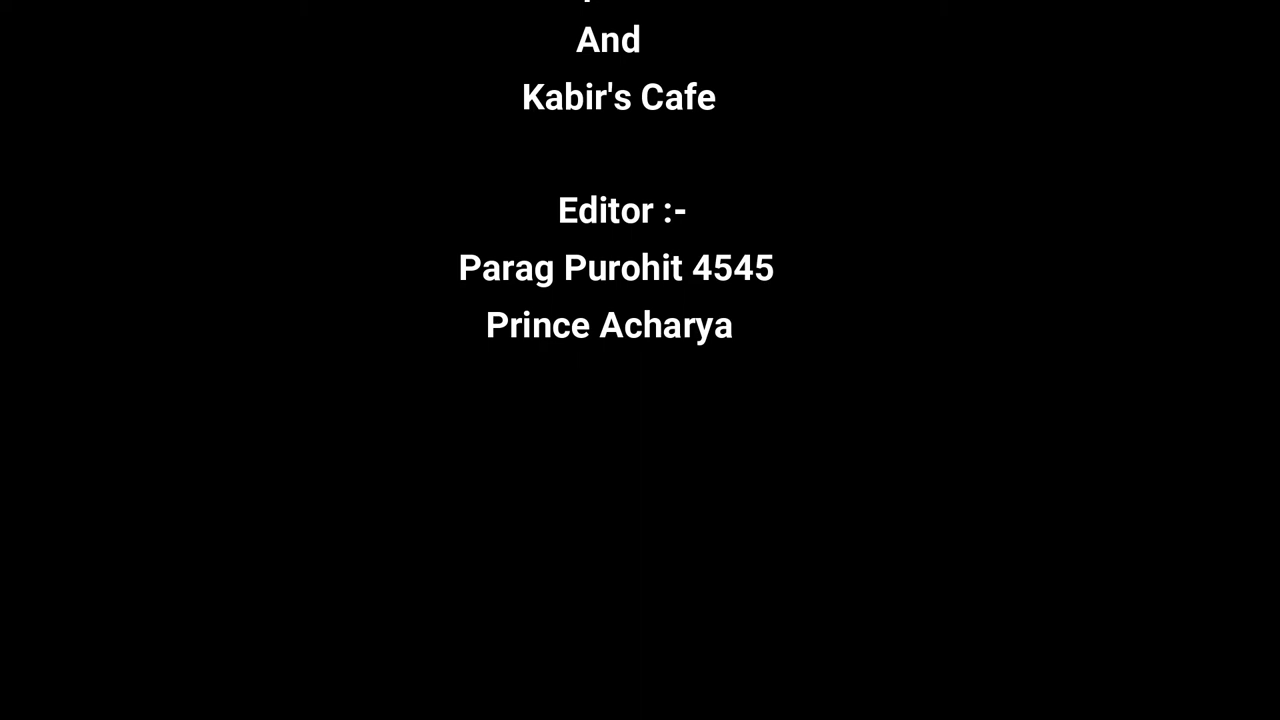 And
Kabir's Cafe
Editor :-
Parag Purohit 4545
Prince Acharya